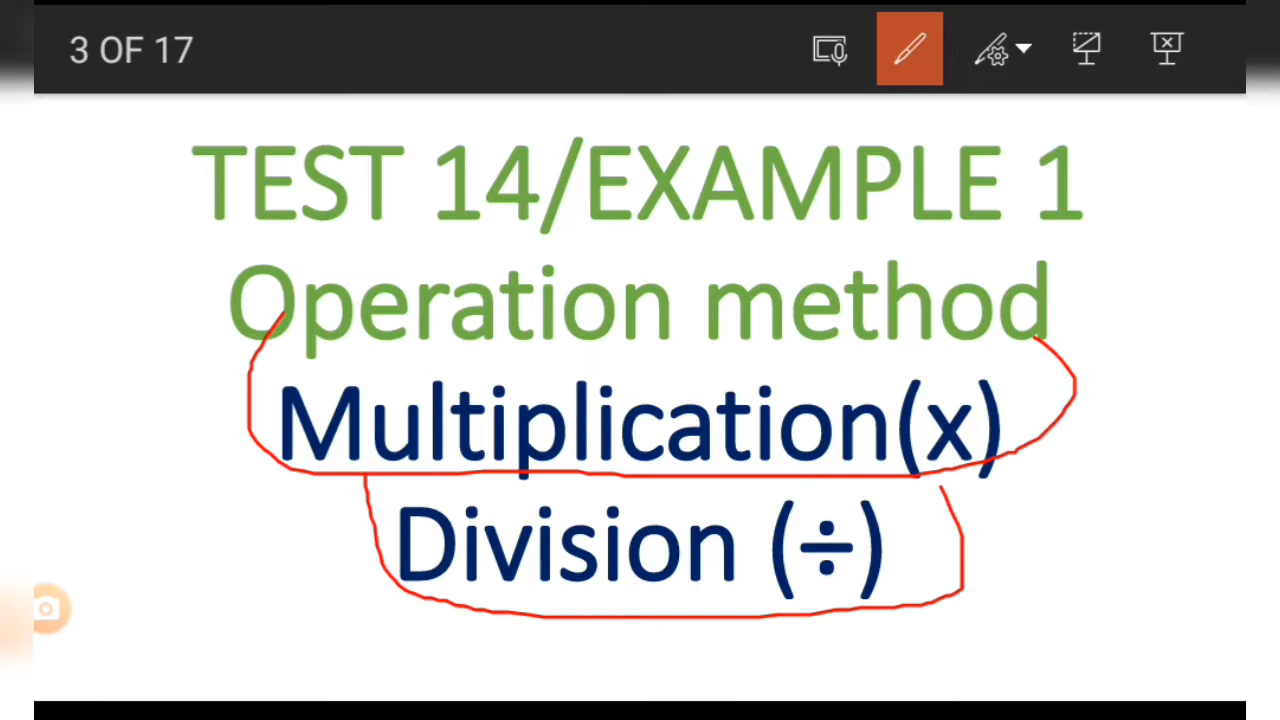 3 OF 17
TEST 14/EXAMPLE 1
Operation method
Multiplication(x)
Division (÷)